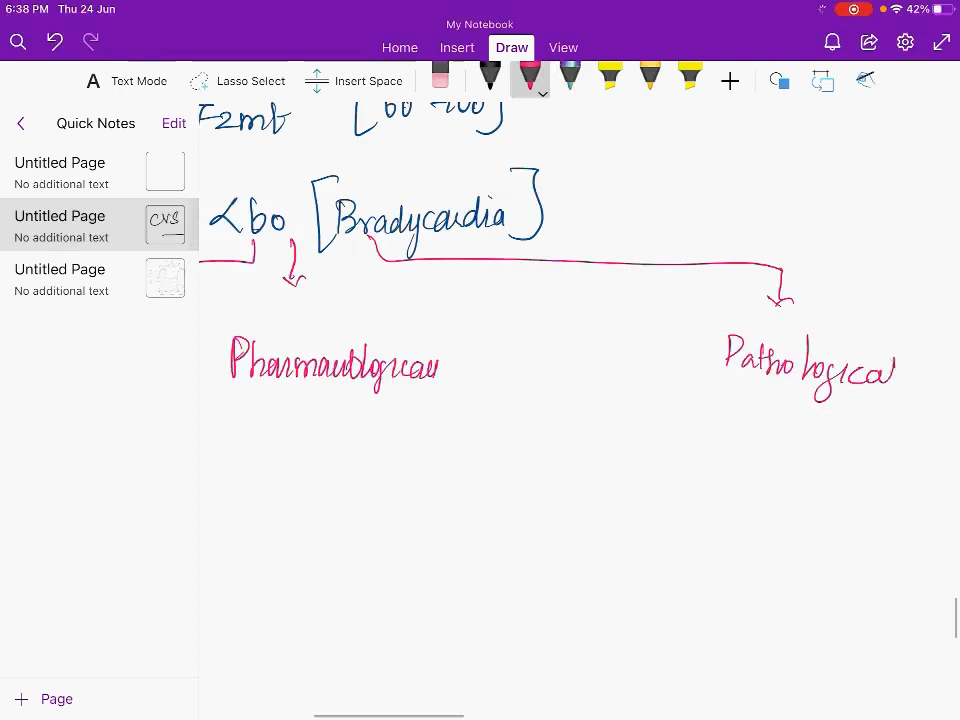 6:38 PM Thu 24 Jun
42%
My Notebook
Home Insert Draw View
A Text Mode Lasso Select Insert Space
Quick Notes Edit
Untitled Page
No additional text
Untitled Page
No additional text
CNS
Untitled Page
No additional text
[60
<60 [Bradycardia]
Pathological
+ Page